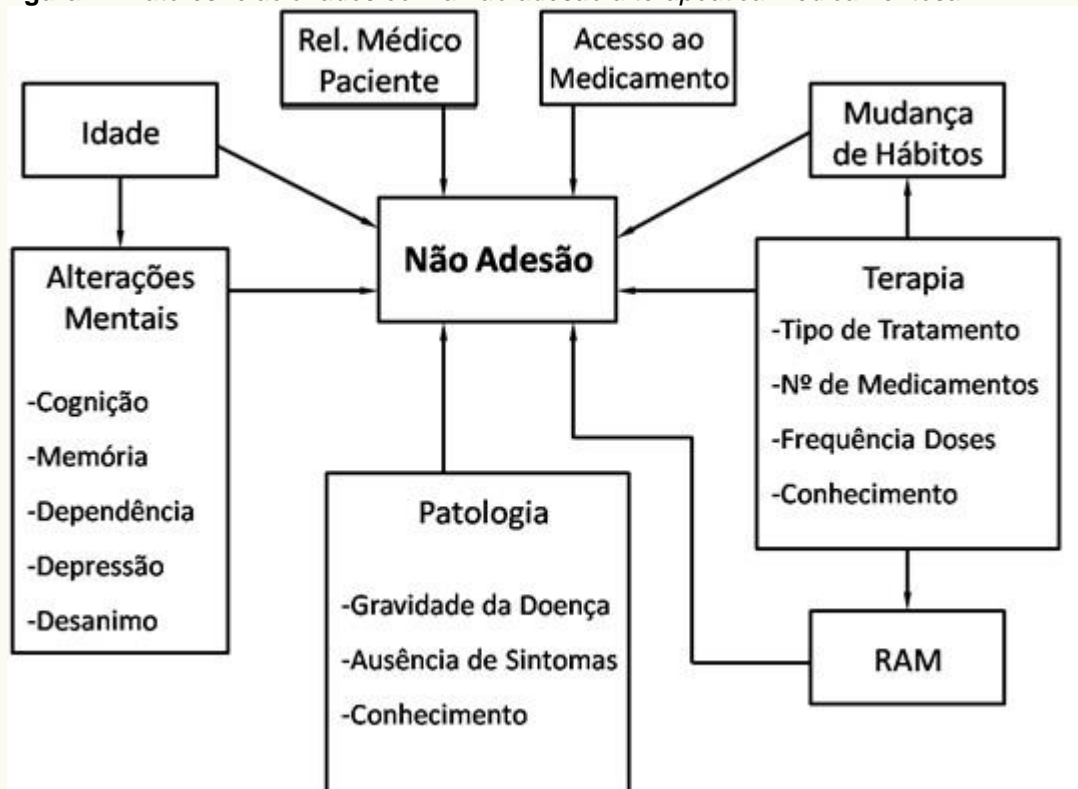 Rel. Médico
Paciente
Acesso ao
Medicamento
Idade
Mudança
de Hábitos
Não Adesão
Alterações
Mentais
-Cognição
-Memória
-Dependência
-Depressão
-Desanimo
Terapia
-Tipo de Tratamento
-Nº de Medicamentos
-Frequência Doses
-Conhecimento
Patologia
-Gravidade da Doença
-Ausência de Sintomas
-Conhecimento
RAM